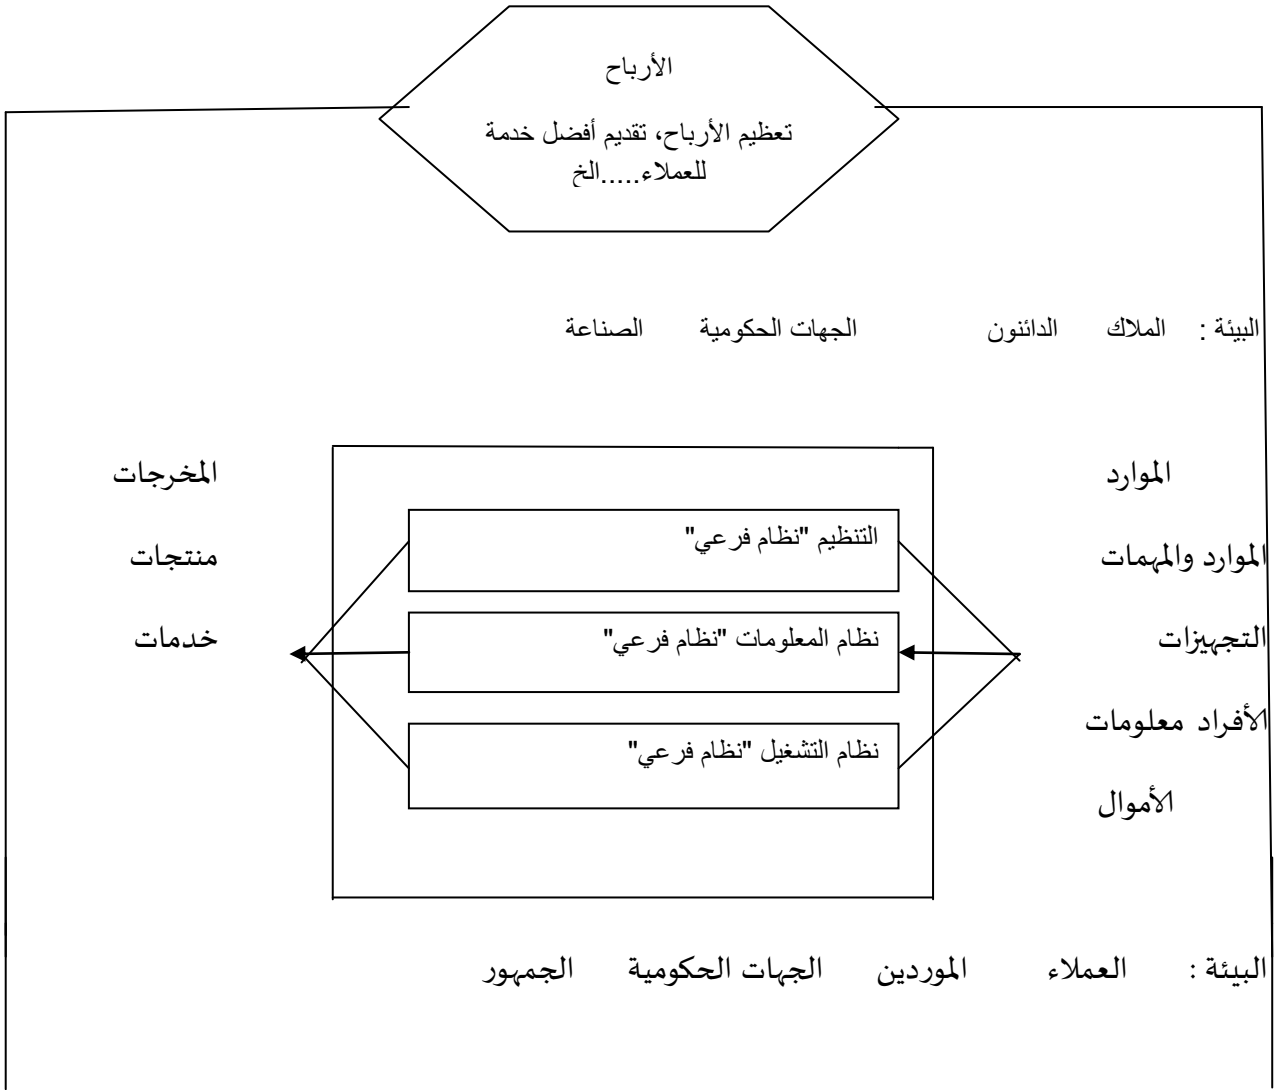 الأرباح
تعظيم الأرباح، تقديم أفضل خدمة
للعملاء.....الخ
البيئة : الملاك الدائنون الجهات الحكومية الصناعة
الموارد
الموارد والمهمات
التجهيزات
الأفراد معلومات
الأموال
التنظيم "نظام فرعي"
نظام المعلومات "نظام فرعي"
نظام التشغيل "نظام فرعي"
المخرجات
منتجات
خدمات
البيئة : العملاء الموردين الجهات الحكومية الجمهور